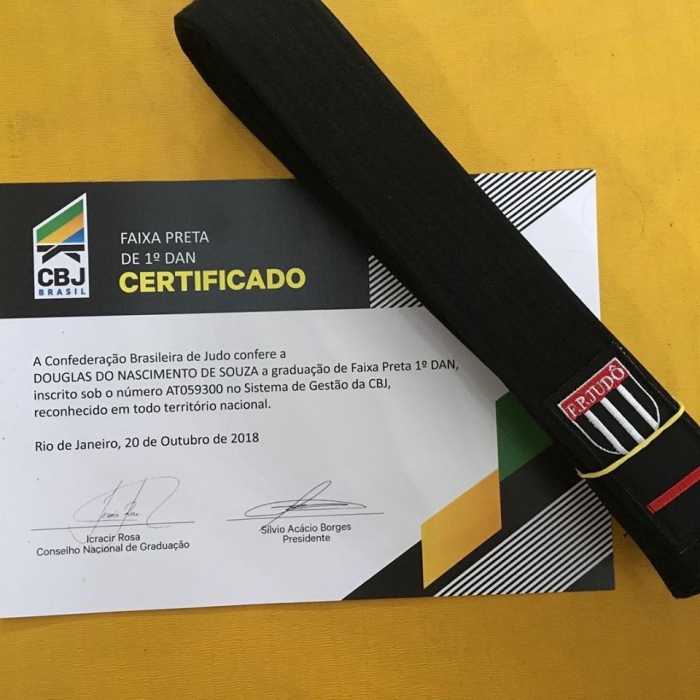 CBJ
BRASIL
FAIXA PRETA
DE 1º DAN
CERTIFICADO
A Confederação Brasileira de Judo confere a
DOUGLAS DO NASCIMENTO DE SOUZA a graduação de Faixa Preta 1º DAN,
inscrito sob o número AT059300 no Sistema de Gestão da CBJ,
reconhecido em todo território nacional.
Rio de Janeiro, 20 de Outubro de 2018
Icracir Rosa
Conselho Nacional de Graduação
Sílvio Acácio Borges
Presidente
F.P.JUDÔ